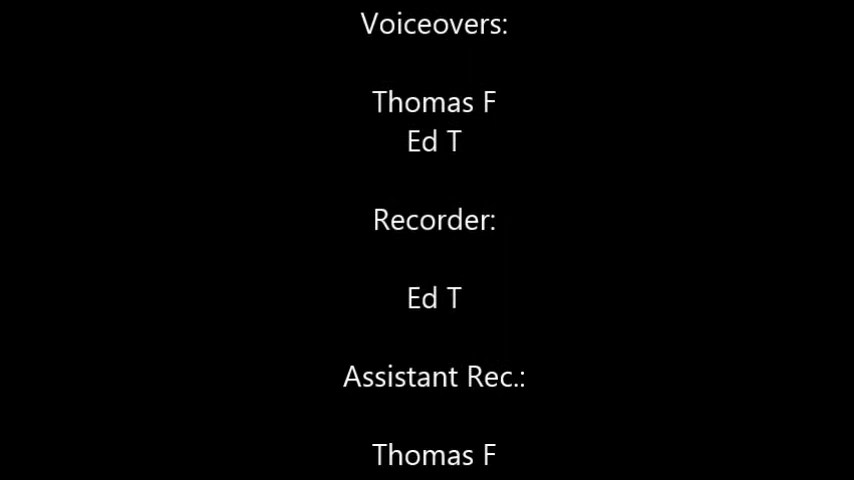 Voiceovers:
Thomas F
Ed T
Recorder:
Ed T
Assistant Rec.:
Thomas F